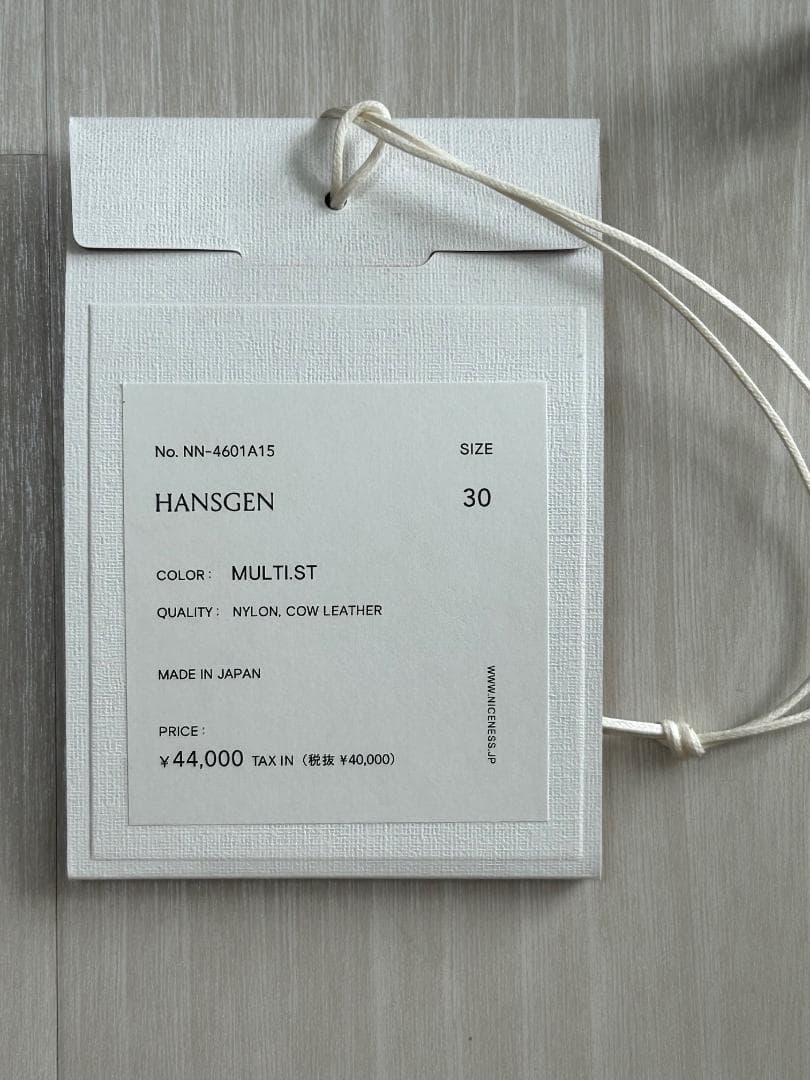 No. NN-4601A15
SIZE
HANSGEN
30
COLOR: MULTI.ST
QUALITY: NYLON, COW LEATHER
MADE IN JAPAN
WWW.NICENESS.JP
PRICE:
¥44,000 TAX IN (税抜 ¥40,000)